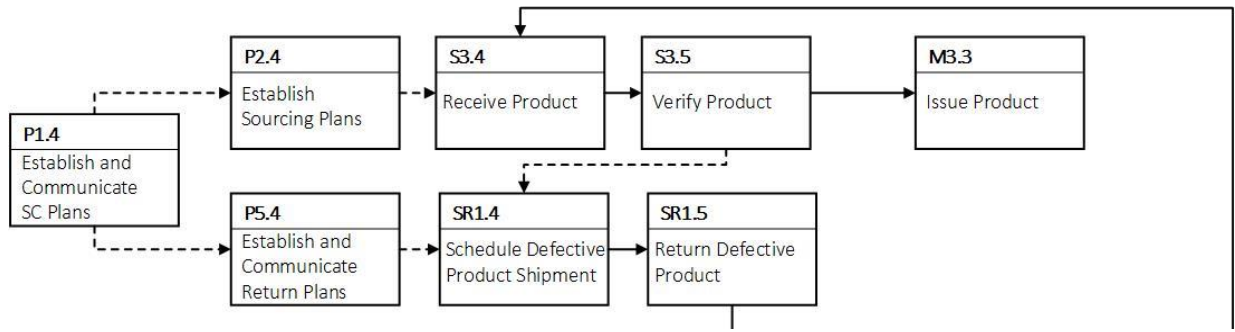 P2.4
Establish
Sourcing Plans
S3.4
Receive Product
S3.5
Verify Product
M3.3
Issue Product
P1.4
Establish and
Communicate
SC Plans
P5.4
Establish and
Communicate
Return Plans
SR1.4
Schedule Defective
Product Shipment
SR1.5
Return Defective
Product